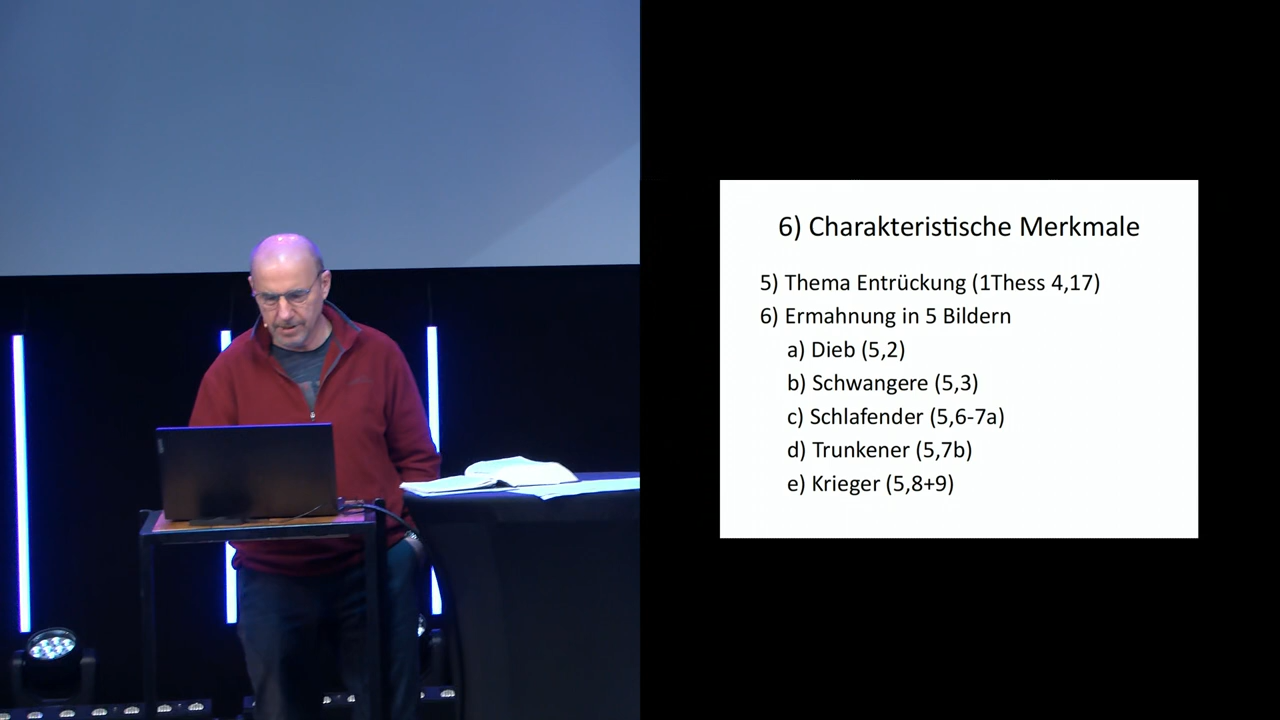 6) Charakteristische Merkmale
5) Thema Entrückung (1Thess 4,17)
6) Ermahnung in 5 Bildern
a) Dieb (5,2)
b) Schwangere (5,3)
c) Schlafender (5,6-7a)
d) Trunkener (5,7b)
e) Krieger (5,8+9)